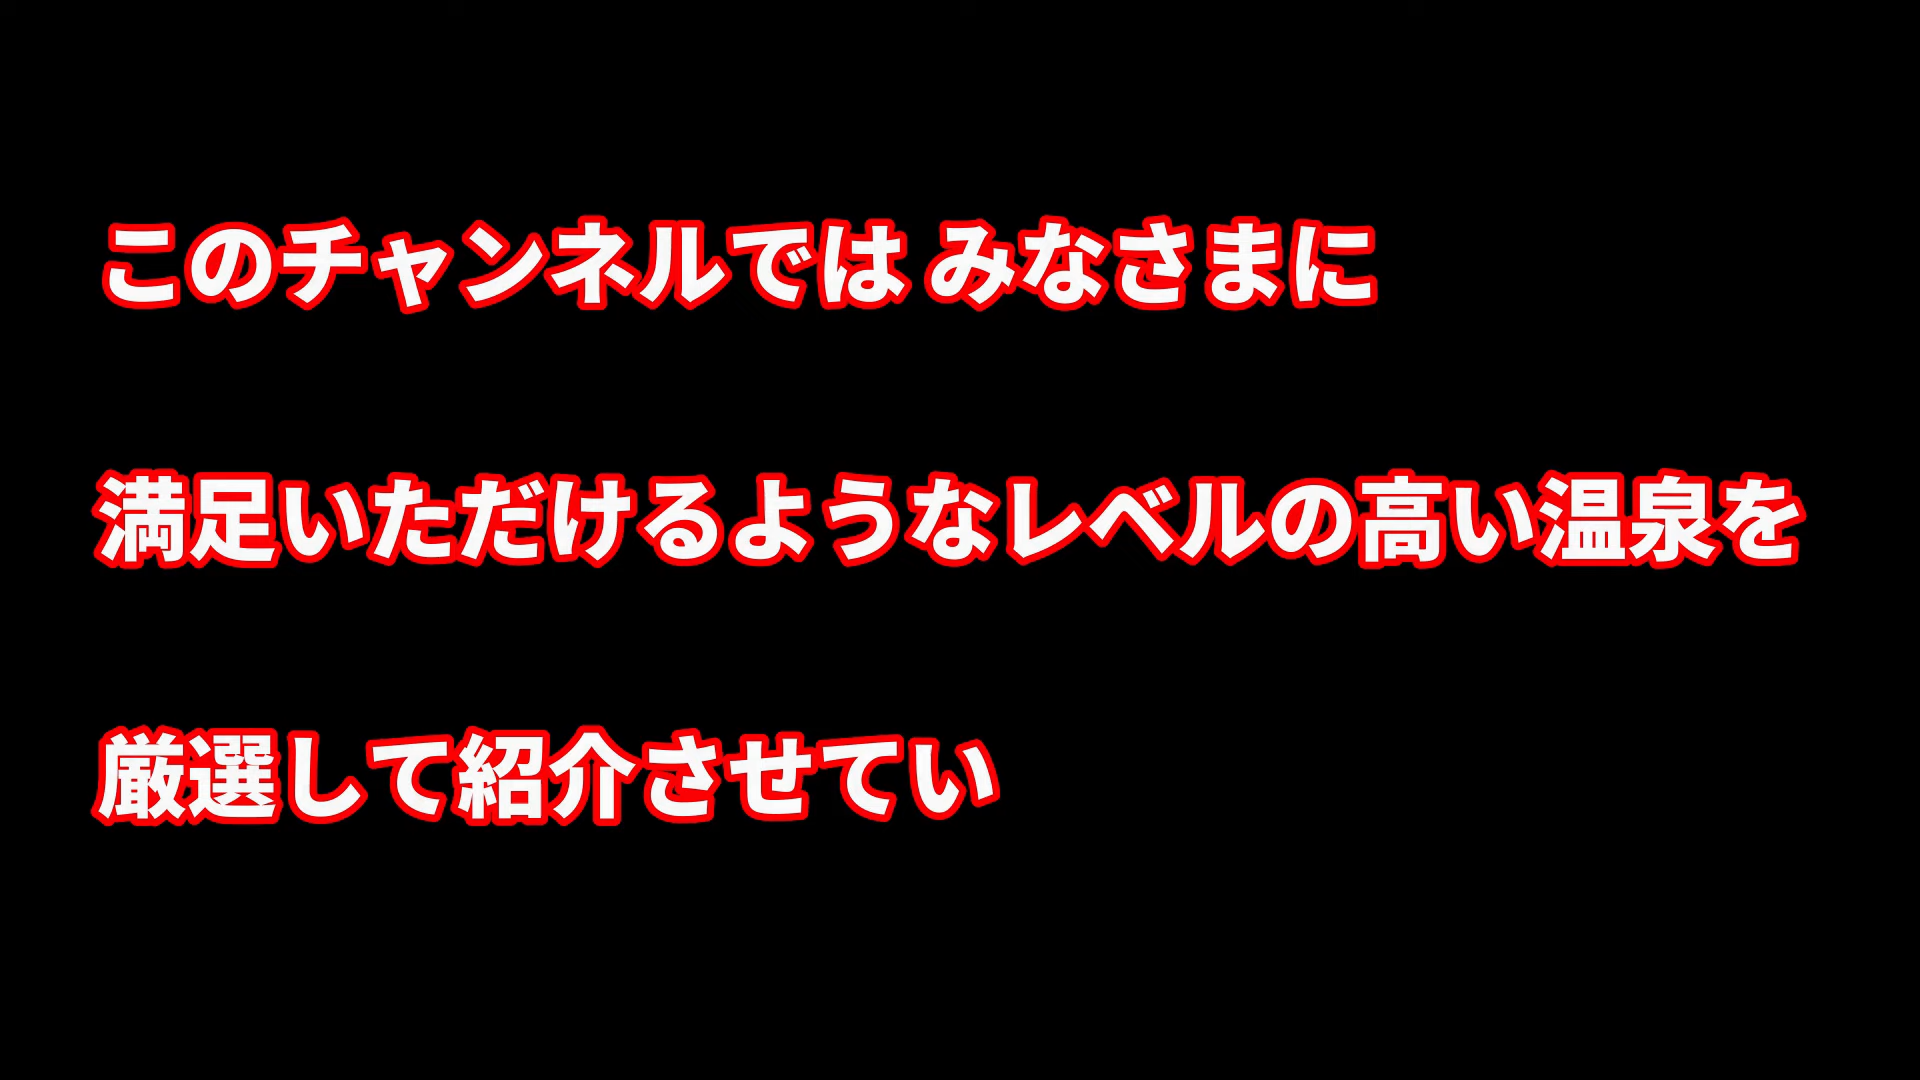 このチャンネルでは みなさまに
満足いただけるようなレベルの高い温泉を
厳選して紹介させてい